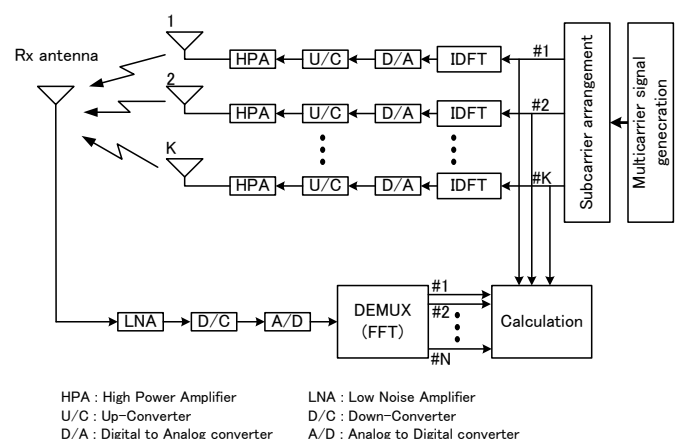 1
Rx antenna
HPA U/C D/A IDFT #1
2
HPA U/C D/A IDFT #2
K
HPA U/C D/A IDFT #K
Subcarrier arrangement
Multicarrier signal
genecration
LNA D/C A/D
DEMUX
(FFT)
#1
#2
#N
Calculation
HPA : High Power Amplifier
LNA : Low Noise Amplifier
U/C : Up-Converter
D/C : Down-Converter
D/A : Digital to Analog converter
A/D : Analog to Digital converter